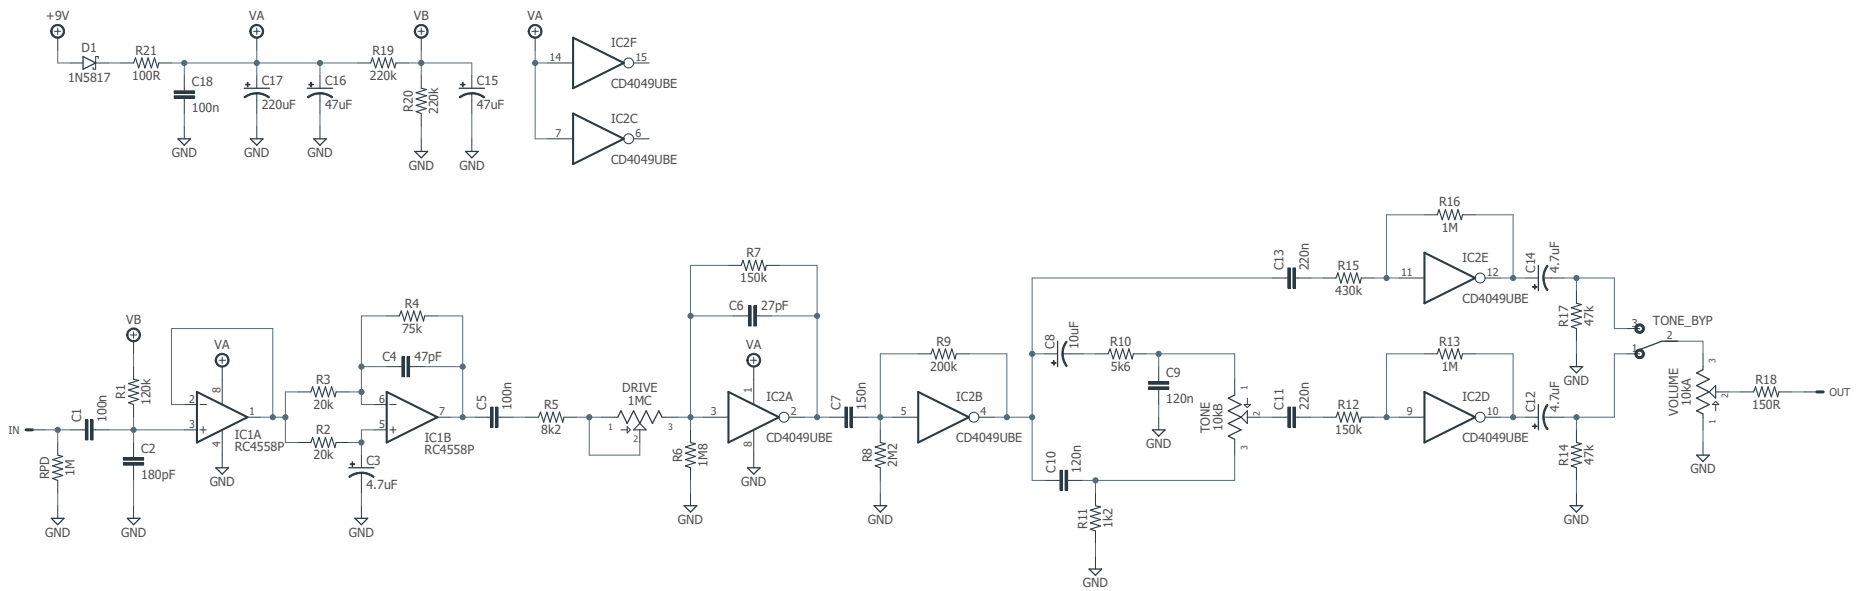 +9V
D1
1N5817
R21
100R
C18
100n
GND
VA
C17
220uF
GND
C16
47uF
GND
R19
220k
VB
R20
220k
GND
C15
47uF
GND
VA
14
IC2F
15
CD4049UBE
7
IC2C
6
CD4049UBE
IN
RPD
1M
GND
C1
100n
VB
R1
120k
C2
180pF
GND
VA
2
3
8
4
1
IC1A
RC4558P
GND
R3
20k
R2
20k
C3
4.7uF
GND
R4
75k
C4
47pF
6
5
7
IC1B
RC4558P
C5
100n
R5
8k2
DRIVE
1MC
1
2
3
R6
1M8
GND
R7
150k
C6
27pF
VA
3
1
8
2
IC2A
CD4049UBE
GND
C7
150n
R8
2M2
GND
R9
200k
5
IC2B
4
CD4049UBE
C8
10uF
R10
5k6
C9
120n
GND
C10
120n
R11
1k2
GND
TONE
10kB
1
2
3
C13
220n
R15
430k
R16
1M
11
IC2E
12
CD4049UBE
C14
4.7uF
R17
47k
GND
C11
220n
R12
150k
R13
1M
9
IC2D
10
CD4049UBE
C12
4.7uF
R14
47k
GND
TONE_BYP
3
2
1
VOLUME
10kA
3
2
1
GND
R18
150R
OUT